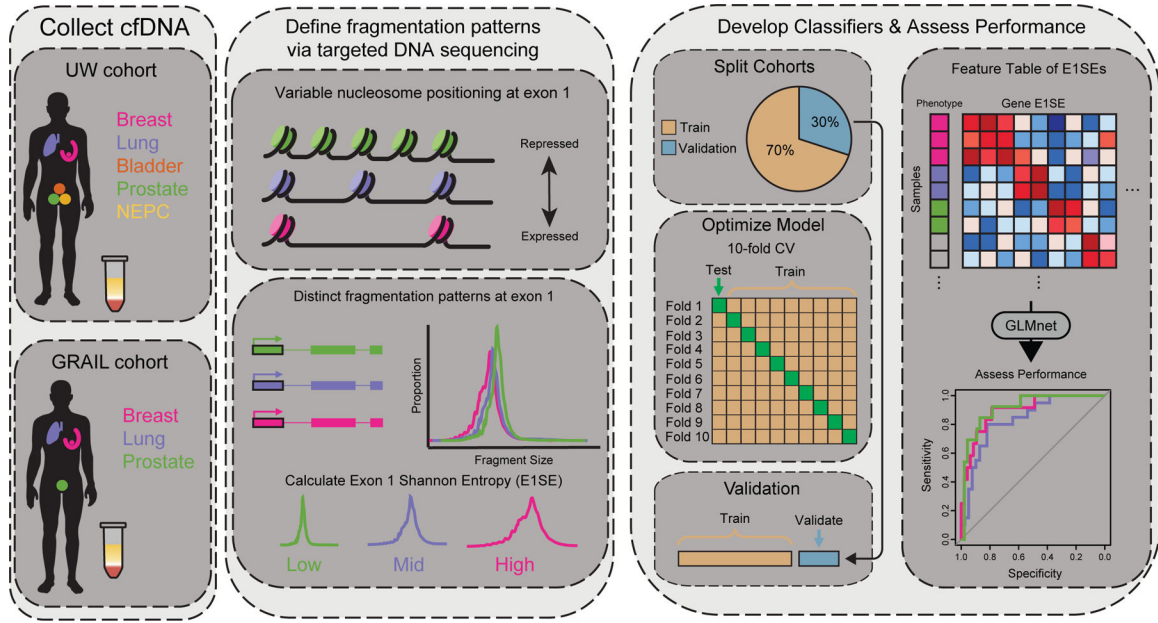 Collect cfDNA
UW cohort
Breast
Lung
Bladder
Prostate
NEPC
GRAIL cohort
Breast
Lung
Prostate
Define fragmentation patterns
via targeted DNA sequencing
Variable nucleosome positioning at exon 1
Repressed
Expressed
Distinct fragmentation patterns at exon 1
Proportion
Fragment Size
Calculate Exon 1 Shannon Entropy (E1SE)
Low
Mid
High
Develop Classifiers & Assess Performance
Split Cohorts
Train
Validation
30%
70%
Optimize Model
10-fold CV
Test
Train
Fold 1
Fold 2
Fold 3
Fold 4
Fold 5
Fold 6
Fold 7
Fold 8
Fold 9
Fold 10
Validation
Train
Validate
Feature Table of E1SEs
Phenotype
Gene E1SE
Samples
...
...
...
GLMnet
Assess Performance
Sensitivity
1.0
0.8
0.6
0.4
0.2
0.0
1.0 0.8 0.6 0.4 0.2 0.0
Specificity